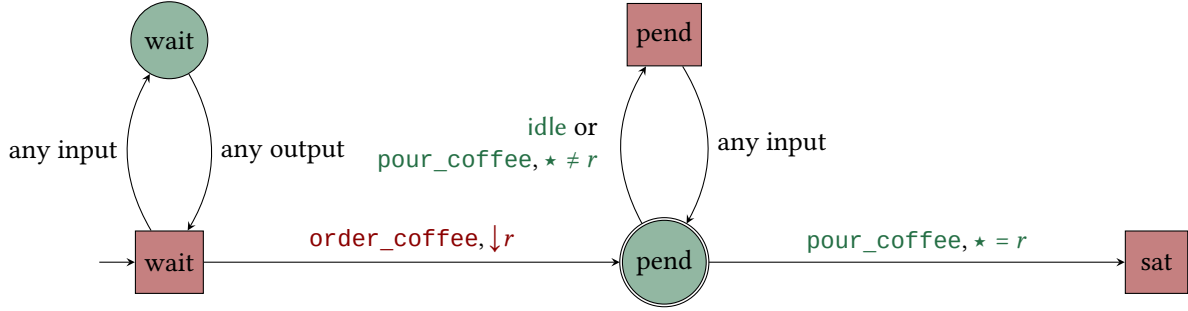 wait
pend
any input
any output
idle or
pour_coffee, ⋆ ≠ r
any input
wait
order_coffee, ↓r
pend
pour_coffee, ⋆ = r
sat